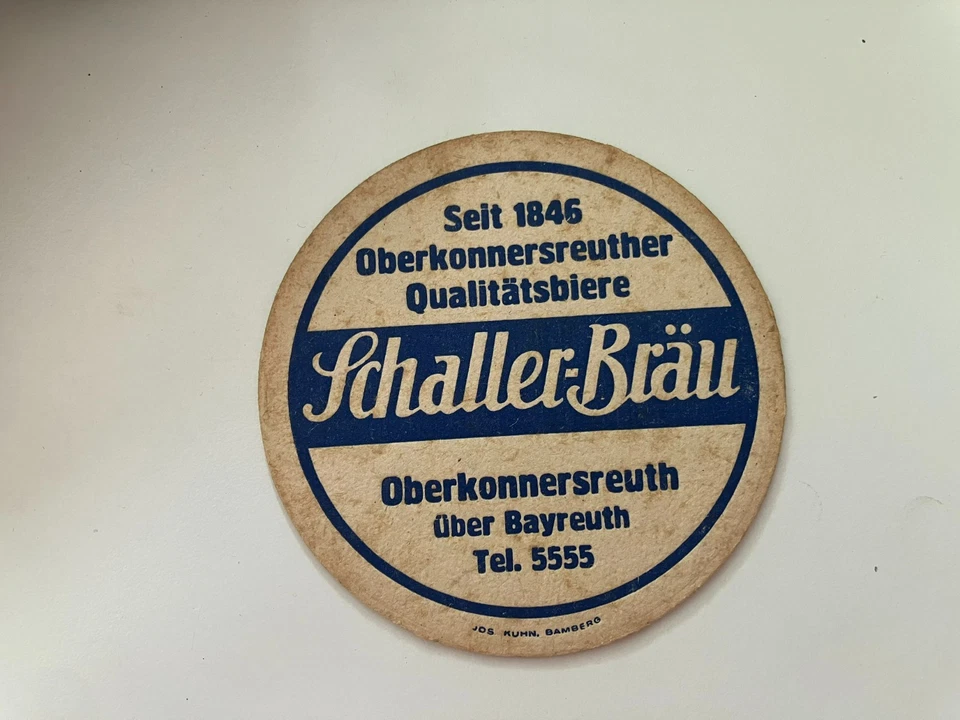 Seit 1846
Oberkonnersreuther
Qualitätsbiere
Schaller-Bräu
Oberkonnersreuth
über Bayreuth
Tel. 5555
JOS. KUHN, BAMBERG